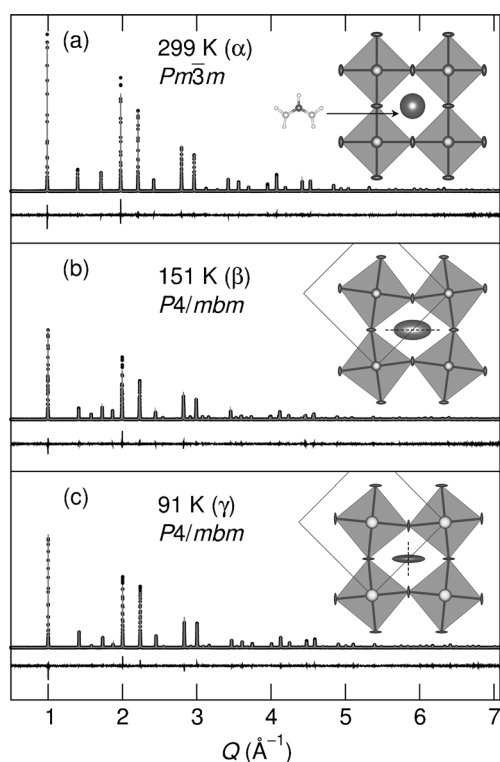 (a)
299 K (α)
Pm3̅m
(b)
151 K (β)
P4/mbm
(c)
91 K (γ)
P4/mbm
1 2 3 4 5 6 7
Q (Å⁻¹)